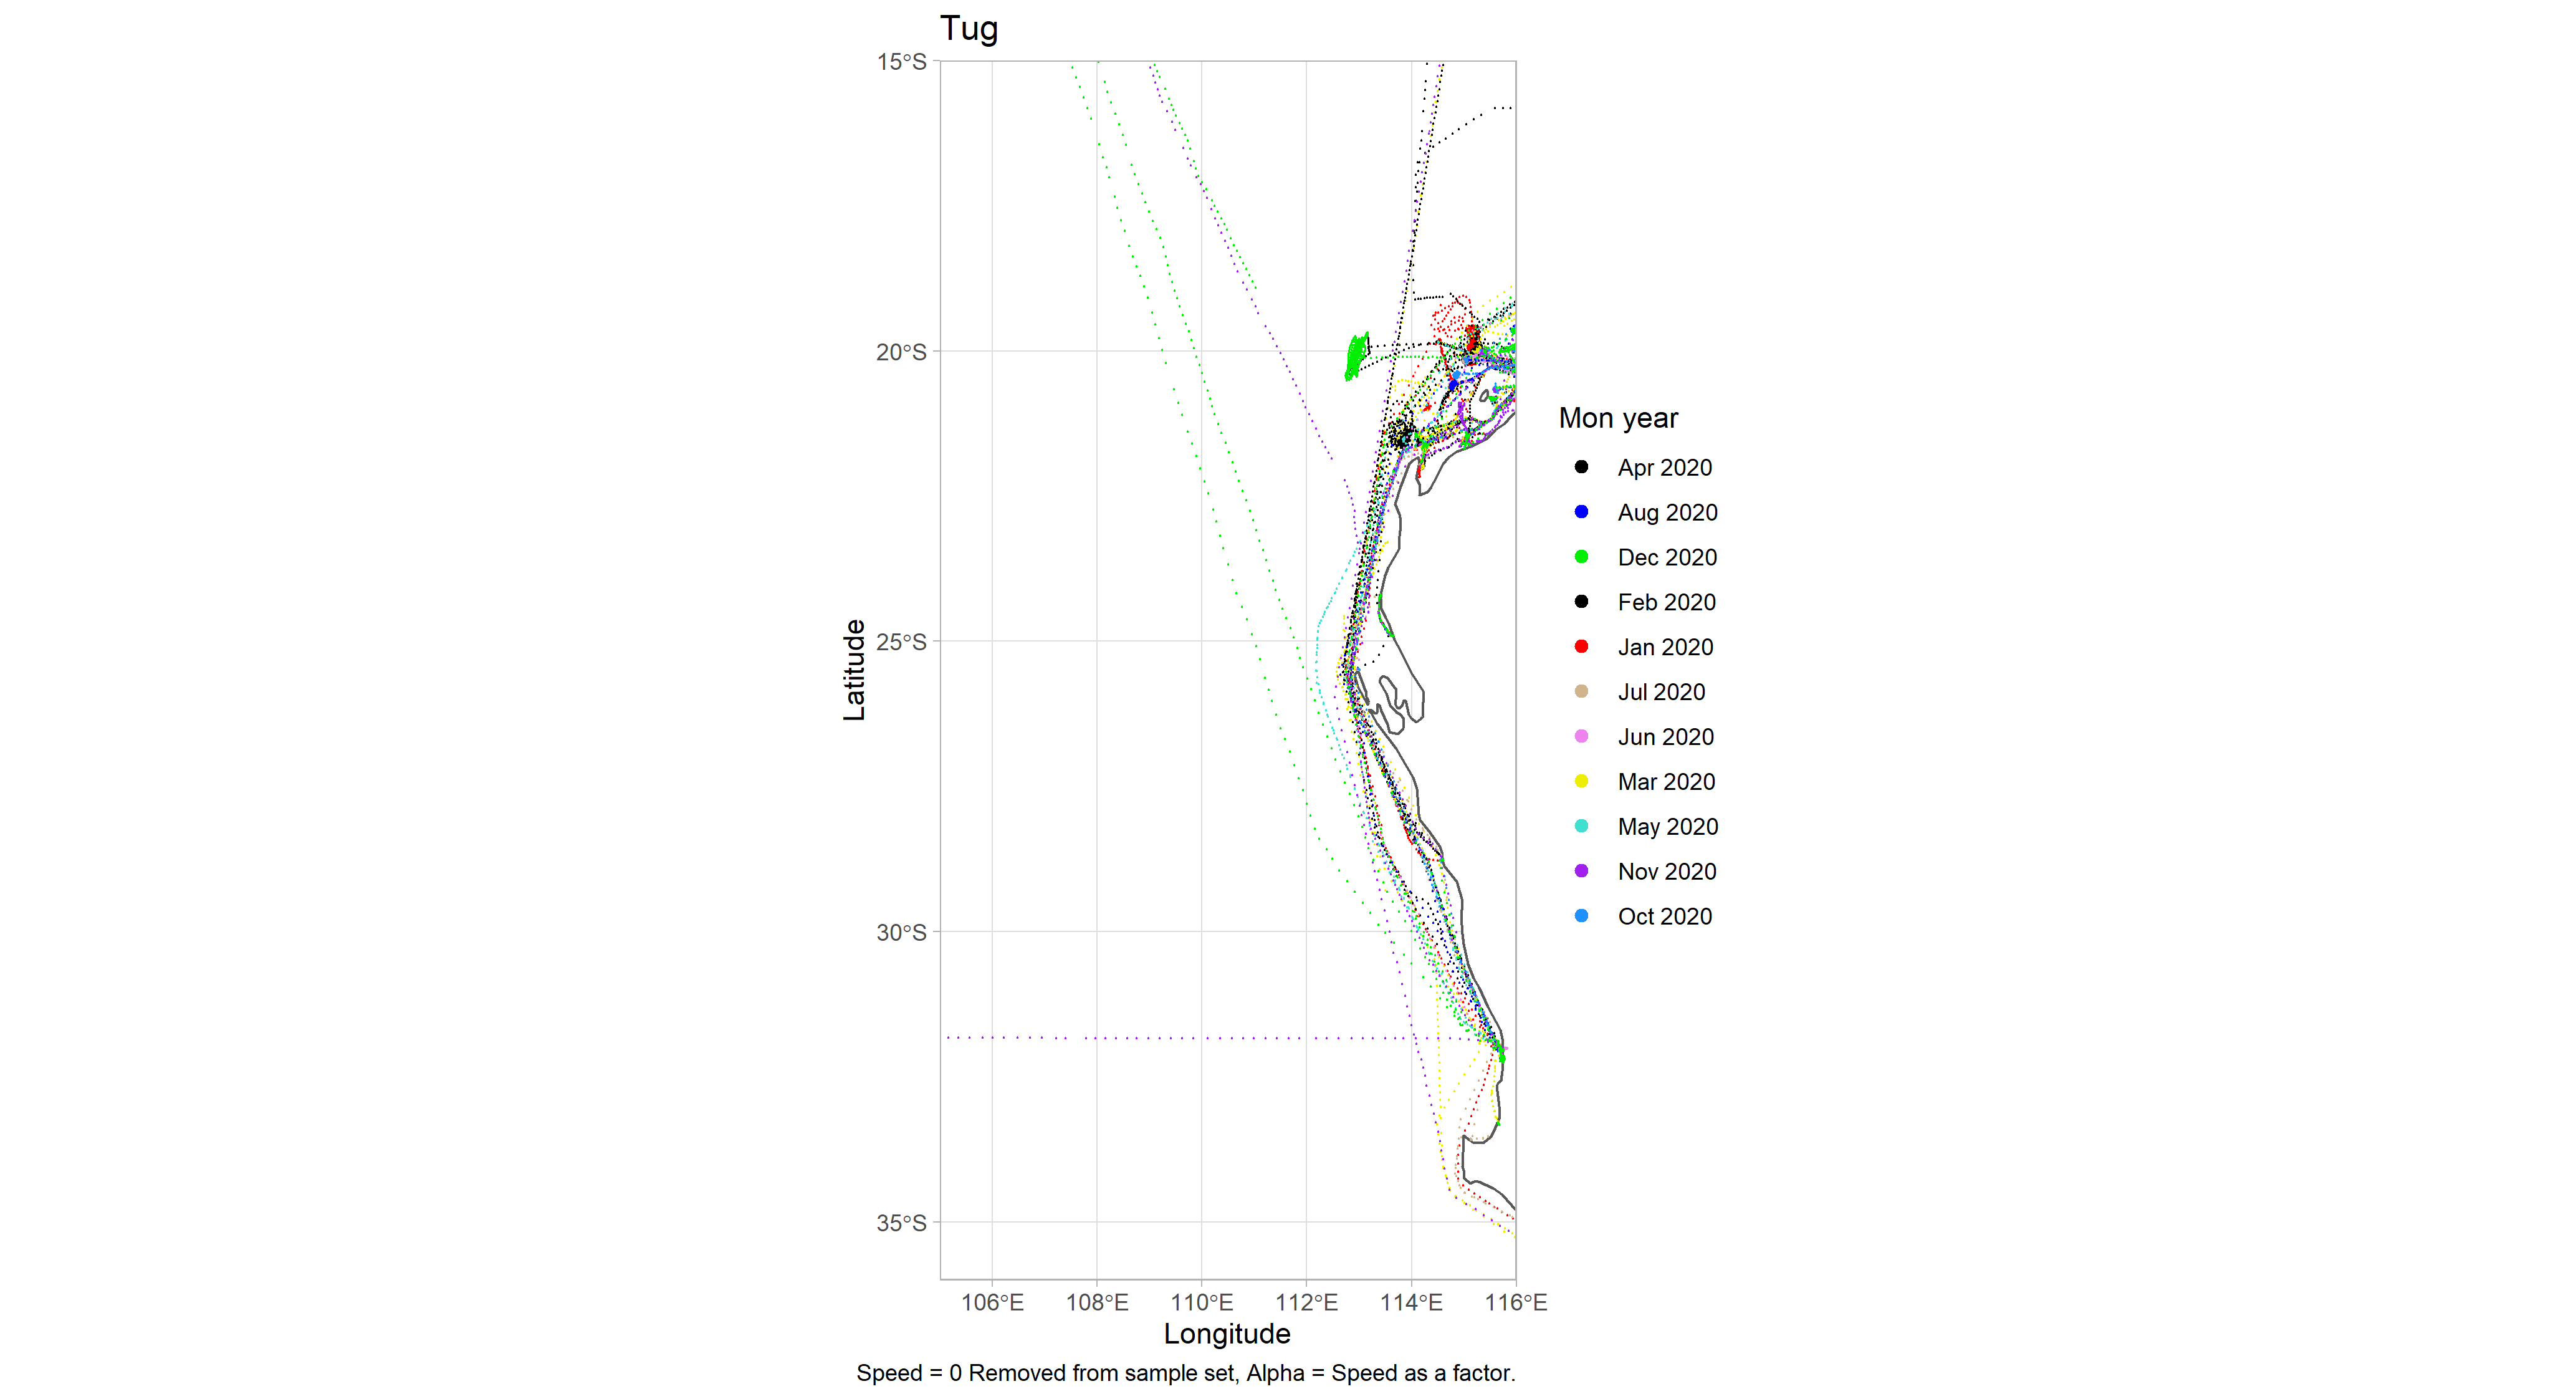 Tug
15°S
20°S
25°S
30°S
35°S
Latitude
106°E 108°E 110°E 112°E 114°E 116°E
Longitude
Speed = 0 Removed from sample set, Alpha = Speed as a factor.
Mon year
Apr 2020
Aug 2020
Dec 2020
Feb 2020
Jan 2020
Jul 2020
Jun 2020
Mar 2020
May 2020
Nov 2020
Oct 2020